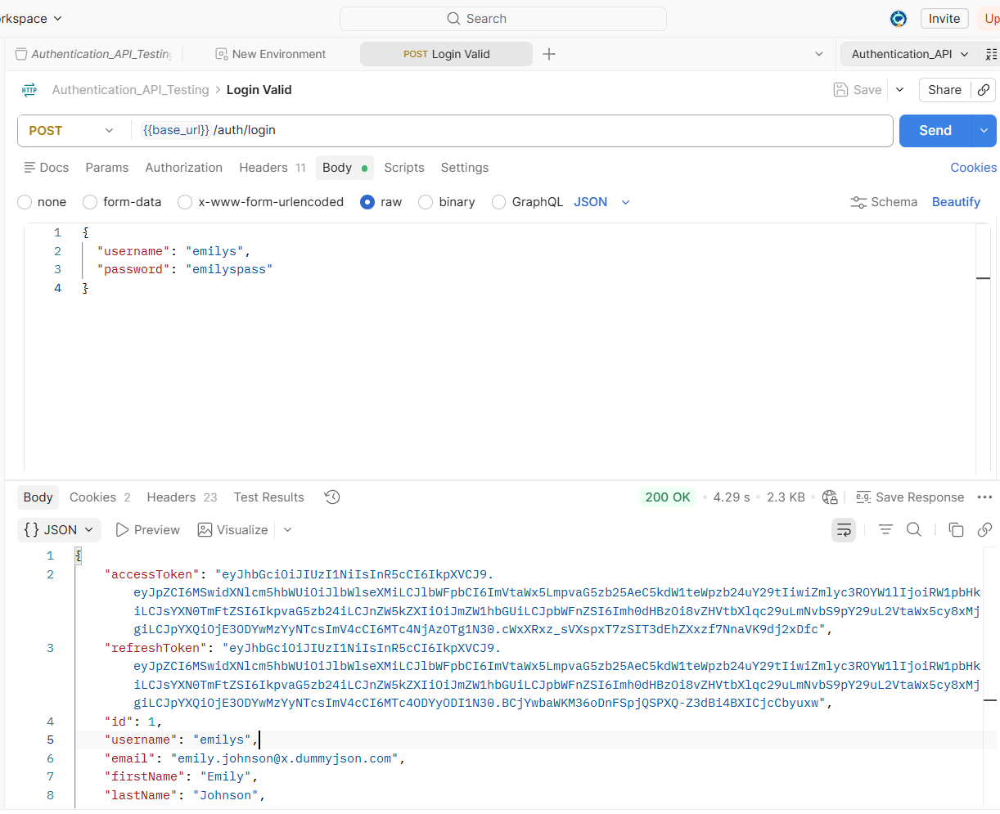 rkspace
Search
Invite
Up
Authentication_API_Testing
New Environment
POST Login Valid
Authentication_API
Authentication_API_Testing > Login Valid
Save
Share
POST
{{base_url}} /auth/login
Send
Docs Params Authorization Headers 11 Body Scripts Settings
Cookies
none form-data x-www-form-urlencoded raw binary GraphQL JSON
Schema Beautify
1 {
2 "username": "emilys",
3 "password": "emilyspass"
4 }
Body Cookies 2 Headers 23 Test Results
200 OK • 4.29 s • 2.3 KB
e.g. Save Response
{} JSON Preview Visualize
1 {
2 "accessToken": "eyJhbGciOiJIUzI1NiIsInR5cCI6IkpXVCJ9.
eyJpZCI6MSwidXNlcm5hbWUiOiJlbWlseXMiLCJlbWFpbCI6ImVtaWx5LmpvaG5zb25AeC5kdW1teWpzb24uY29tIiwiZmlyc3ROYW1lIjoiRW1pbHk
iLCJsYXN0TmFtZSI6IkpvaG5zb24iLCJnZW5kZXIiOiJmZW1hbGUiLCJpbWFnZSI6Imh0dHBzOi8vZHVtbXlqc29uLmNvbS9pY29uL2VtaWx5cy8xMj
giLCJpYXQiOjE3ODYwMzYyNTcsImV4cCI6MTc4NjAzOTg1N30.cWxXRxz_sVXspxT7zSIT3dEhZXxzf7NnaVK9dj2xDfc",
3 "refreshToken": "eyJhbGciOiJIUzI1NiIsInR5cCI6IkpXVCJ9.
eyJpZCI6MSwidXNlcm5hbWUiOiJlbWlseXMiLCJlbWFpbCI6ImVtaWx5LmpvaG5zb25AeC5kdW1teWpzb24uY29tIiwiZmlyc3ROYW1lIjoiRW1pbHk
iLCJsYXN0TmFtZSI6IkpvaG5zb24iLCJnZW5kZXIiOiJmZW1hbGUiLCJpbWFnZSI6Imh0dHBzOi8vZHVtbXlqc29uLmNvbS9pY29uL2VtaWx5cy8xMj
giLCJpYXQiOjE3ODYwMzYyNTcsImV4cCI6MTc4ODYyODI1N30.BCjYwbaWKM36oDnFSpjQSPXQ-Z3dBi4BXICjcCbyuxw",
4 "id": 1,
5 "username": "emilys",
6 "email": "emily.johnson@x.dummyjson.com",
7 "firstName": "Emily",
8 "lastName": "Johnson",